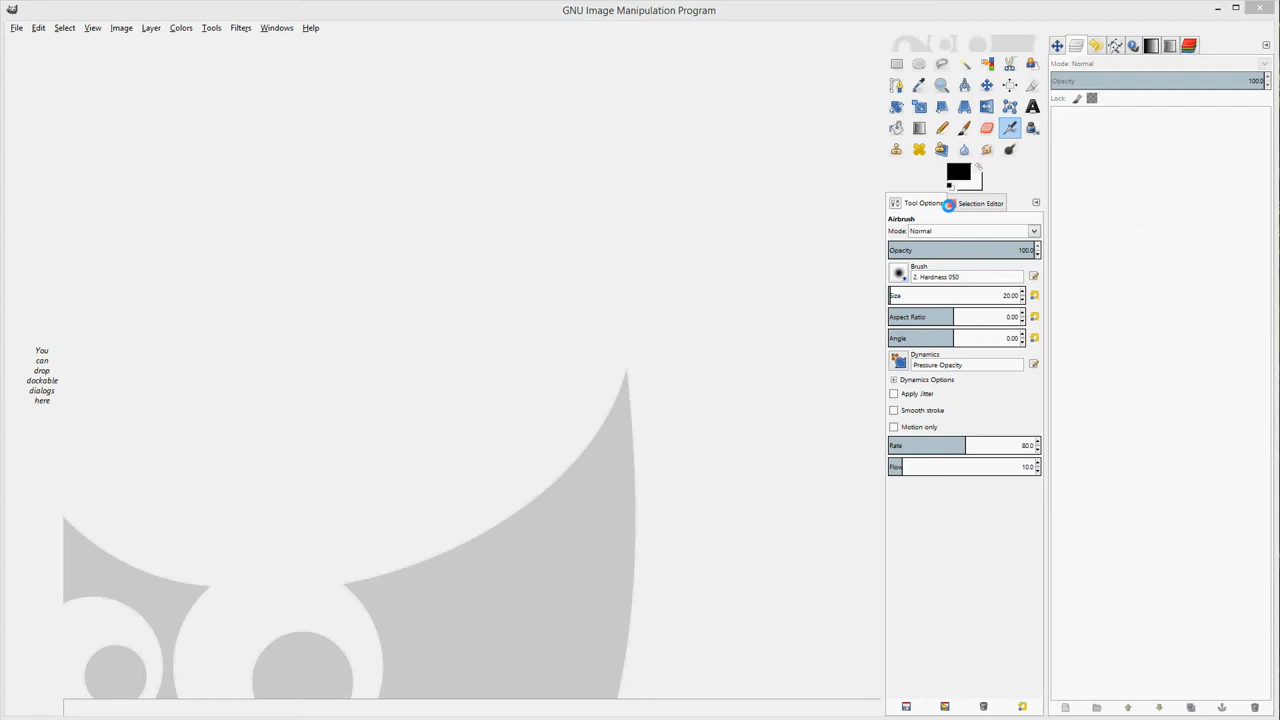 GNU Image Manipulation Program
File Edit Select View Image Layer Colors Tools Filters Windows Help
You
can
drop
dockable
dialogs
here
Tool Options Selection Editor
Airbrush
Mode: Normal
Opacity 100.0
Brush
2. Hardness 050
Size 20.00
Aspect Ratio 0.00
Angle 0.00
Dynamics
Pressure Opacity
Dynamics Options
Apply Jitter
Smooth stroke
Motion only
Rate 80.0
Flow 10.0
Mode: Normal
Opacity 100.0
Lock: